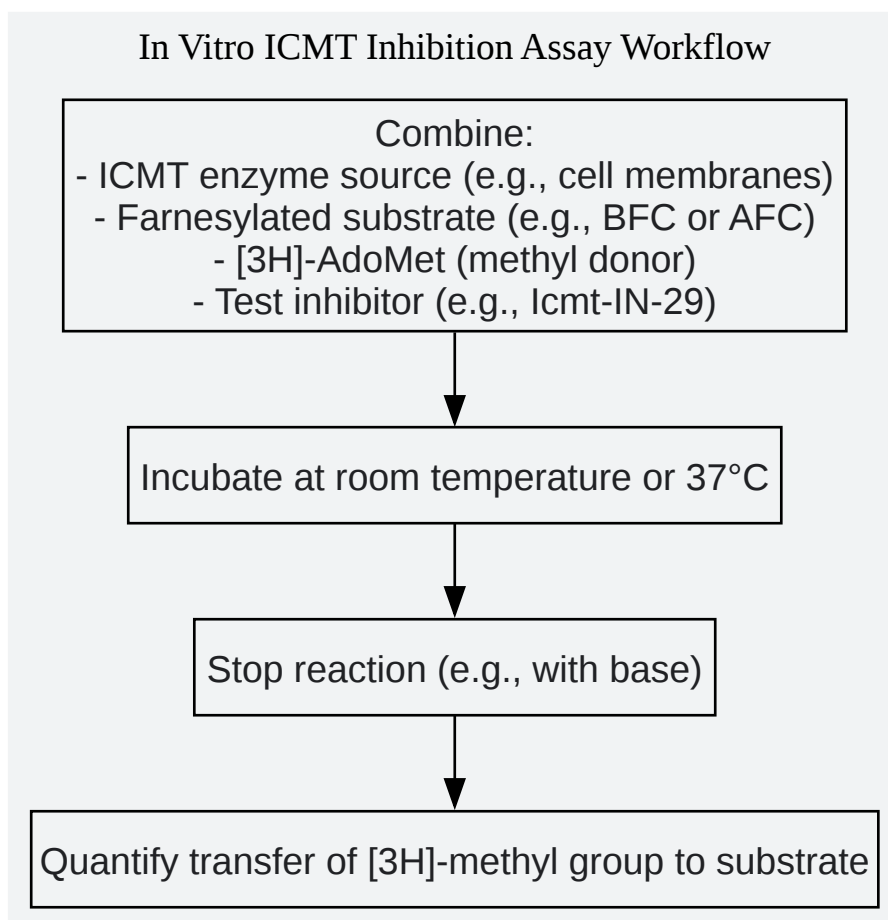 In Vitro ICMT Inhibition Assay Workflow
Combine:
- ICMT enzyme source (e.g., cell membranes)
- Farnesylated substrate (e.g., BFC or AFC)
- [3H]-AdoMet (methyl donor)
- Test inhibitor (e.g., Icmt-IN-29)
Incubate at room temperature or 37°C
Stop reaction (e.g., with base)
Quantify transfer of [3H]-methyl group to substrate